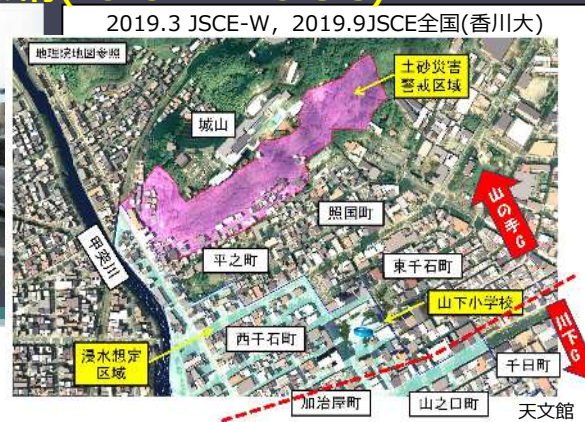 2019.3 JSCE-W，2019.9JSCE全国(香川大)
地理院地図参照
土砂災害
警戒区域
城山
山の手G
照国町
甲突川
平之町
東千石町
山下小学校
西千石町
川下G
浸水想定
区域
千日町
加治屋町
山之口町
天文館